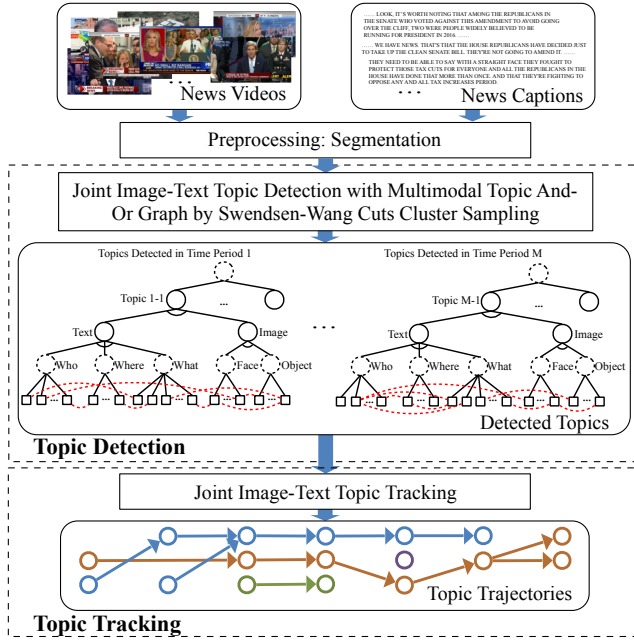 ...... LOOK, IT'S WORTH NOTING THAT AMONG THE REPUBLICANS IN
THE SENATE WHO VOTED AGAINST THIS AMENDMENT TO AVOID GOING
OVER THE CLIFF, TWO WERE PEOPLE WIDELY BELIEVED TO BE
RUNNING FOR PRESIDENT IN 2016. ......
...... WE HAVE NEWS. THAT'S THAT THE HOUSE REPUBLICANS HAVE DECIDED JUST
TO TAKE UP THE CLEAN SENATE BILL. THEY'RE NOT GOING TO AMEND IT. ......
THEY NEED TO BE ABLE TO SAY WITH A STRAIGHT FACE THEY FOUGHT TO
PROTECT THOSE TAX CUTS FOR EVERYONE AND ALL THE REPUBLICANS IN THE
HOUSE HAVE DONE THAT MORE THAN ONCE. AND THAT THEY'RE FIGHTING TO
OPPOSE ANY AND ALL TAX INCREASES PERIOD.
...
News Videos
...
News Captions
Preprocessing: Segmentation
Joint Image-Text Topic Detection with Multimodal Topic And-
Or Graph by Swendsen-Wang Cuts Cluster Sampling
Topics Detected in Time Period 1
Topics Detected in Time Period M
Topic 1-1
...
Topic M-1
...
...
Text
Image
Text
Image
Who
Where
What
Face
Object
Who
Where
What
Face
Object
... ... ... ... ...
... ... ... ... ...
Detected Topics
Topic Detection
Joint Image-Text Topic Tracking
Topic Trajectories
Topic Tracking